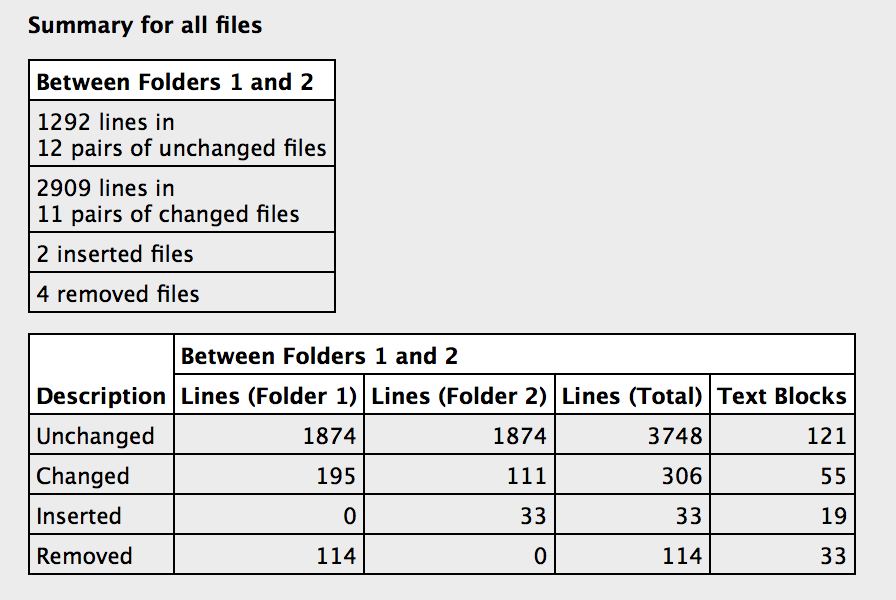 Summary for all files
Between Folders 1 and 2
1292 lines in
12 pairs of unchanged files
2909 lines in
11 pairs of changed files
2 inserted files
4 removed files
Between Folders 1 and 2
Description Lines (Folder 1) Lines (Folder 2) Lines (Total) Text Blocks
Unchanged 1874 1874 3748 121
Changed 195 111 306 55
Inserted 0 33 33 19
Removed 114 0 114 33